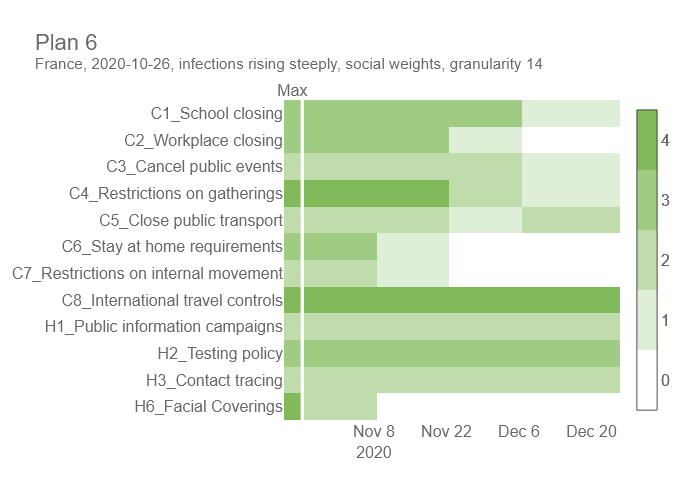 Plan 6
France, 2020-10-26, infections rising steeply, social weights, granularity 14
Max
C1_School closing
C2_Workplace closing
C3_Cancel public events
C4_Restrictions on gatherings
C5_Close public transport
C6_Stay at home requirements
C7_Restrictions on internal movement
C8_International travel controls
H1_Public information campaigns
H2_Testing policy
H3_Contact tracing
H6_Facial Coverings
4
3
2
1
0
Nov 8 Nov 22 Dec 6 Dec 20
2020